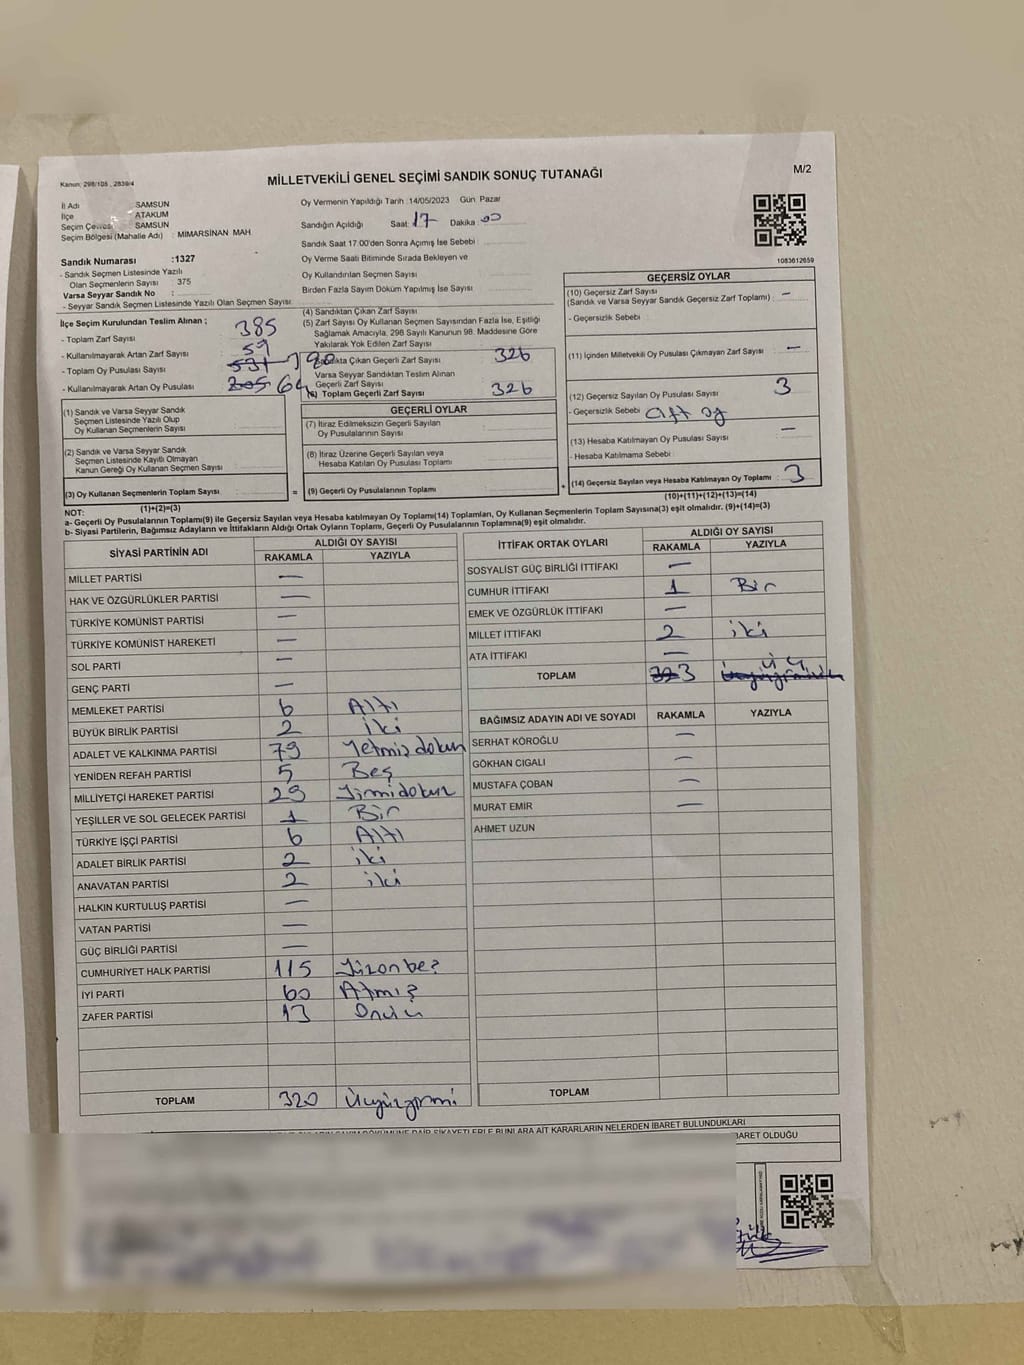 Kanun: 298/105 , 2839/4
MİLLETVEKİLİ GENEL SEÇİMİ SANDIK SONUÇ TUTANAĞI
M/2
İl Adı SAMSUN
İlçe ATAKUM
Seçim Çevresi SAMSUN
Seçim Bölgesi (Mahalle Adı) : MİMARSİNAN MAH.
Sandık Numarası :1327
- Sandık Seçmen Listesinde Yazılı
Olan Seçmenlerin Sayısı : 375
Varsa Seyyar Sandık No :
- Seyyar Sandık Seçmen Listesinde Yazılı Olan Seçmen Sayısı:
Oy Vermenin Yapıldığı Tarih :14/05/2023 Gün Pazar
Sandığın Açıldığı Saat: 17 Dakika 00
Sandık Saat 17.00'den Sonra Açımış İse Sebebi :
Oy Verme Saati Bitiminde Sırada Bekleyen ve
Oy Kullandırılan Seçmen Sayısı :
Birden Fazla Sayım Döküm Yapılmış İse Sayısı :
1083612659
İlçe Seçim Kurulundan Teslim Alınan ;
- Toplam Zarf Sayısı : 385
- Kullanılmayarak Artan Zarf Sayısı : 59
- Toplam Oy Pusulası Sayısı :
- Kullanılmayarak Artan Oy Pusulası :
(1) Sandık ve Varsa Seyyar Sandık
Seçmen Listesinde Yazılı Olup
Oy Kullanan Seçmenlerin Sayısı :
(2) Sandık ve Varsa Seyyar Sandık
Seçmen Listesinde Kayıtlı Olmayan
Kanun Gereği Oy Kullanan Seçmen Sayısı :
(3) Oy Kullanan Seçmenlerin Toplam Sayısı :
(1)+(2)=(3)
(4) Sandıktan Çıkan Zarf Sayısı :
(5) Zarf Sayısı Oy Kullanan Seçmen Sayısından Fazla İse, Eşitliği
Sağlamak Amacıyla, 298 Sayılı Kanunun 98. Maddesine Göre
Yakılarak Yok Edilen Zarf Sayısı :
Sandıkta Çıkan Geçerli Zarf Sayısı : 326
Varsa Seyyar Sandıktan Teslim Alınan
Geçerli Zarf Sayısı :
(6) Toplam Geçerli Zarf Sayısı : 326
GEÇERLİ OYLAR
(7) İtiraz Edilmeksizin Geçerli Sayılan
Oy Pusulalarının Sayısı :
(8) İtiraz Üzerine Geçerli Sayılan veya
Hesaba Katılan Oy Pusulası Toplamı :
= (9) Geçerli Oy Pusulalarının Toplamı : +
GEÇERSİZ OYLAR
(10) Geçersiz Zarf Sayısı : —
(Sandık ve Varsa Seyyar Sandık Geçersiz Zarf Toplamı) :
- Geçersizlik Sebebi :
(11) İçinden Milletvekili Oy Pusulası Çıkmayan Zarf Sayısı : —
(12) Geçersiz Sayılan Oy Pusulası Sayısı : 3
- Geçersizlik Sebebi : çift oy
(13) Hesaba Katılmayan Oy Pusulası Sayısı : —
- Hesaba Katılmama Sebebi :
(14) Geçersiz Sayılan veya Hesaba Katılmayan Oy Toplamı : 3
(10)+(11)+(12)+(13)=(14)
NOT:
a- Geçerli Oy Pusulalarının Toplamı(9) ile Geçersiz Sayılan veya Hesaba katılmayan Oy Toplamı(14) Toplamları, Oy Kullanan Seçmenlerin Toplam Sayısına(3) eşit olmalıdır. (9)+(14)=(3)
b- Siyasi Partilerin, Bağımsız Adayların ve İttifakların Aldığı Ortak Oyların Toplamı, Geçerli Oy Pusulalarının Toplamına(9) eşit olmalıdır.
SİYASİ PARTİNİN ADI ALDIĞI OY SAYISI
RAKAMLA YAZIYLA
MİLLET PARTİSİ —
HAK VE ÖZGÜRLÜKLER PARTİSİ —
TÜRKİYE KOMÜNİST PARTİSİ —
TÜRKİYE KOMÜNİST HAREKETİ —
SOL PARTİ —
GENÇ PARTİ —
MEMLEKET PARTİSİ 6 Altı
BÜYÜK BİRLİK PARTİSİ 2 iki
ADALET VE KALKINMA PARTİSİ 79 Yetmiş dokuz
YENİDEN REFAH PARTİSİ 5 Beş
MİLLİYETÇİ HAREKET PARTİSİ 29 Yirmidokuz
YEŞİLLER VE SOL GELECEK PARTİSİ 1 Bir
TÜRKİYE İŞÇİ PARTİSİ 6 Altı
ADALET BİRLİK PARTİSİ 2 iki
ANAVATAN PARTİSİ 2 iki
HALKIN KURTULUŞ PARTİSİ —
VATAN PARTİSİ —
GÜÇ BİRLİĞİ PARTİSİ —
CUMHURİYET HALK PARTİSİ 115 Yüzonbeş
İYİ PARTİ 60 Atmış
ZAFER PARTİSİ 13 Onüç
TOPLAM 320 Üçyüzyirmi
İTTİFAK ORTAK OYLARI ALDIĞI OY SAYISI
RAKAMLA YAZIYLA
SOSYALİST GÜÇ BİRLİĞİ İTTİFAKI —
CUMHUR İTTİFAKI 1 Bir
EMEK VE ÖZGÜRLÜK İTTİFAKI —
MİLLET İTTİFAKI 2 iki
ATA İTTİFAKI —
TOPLAM 3 üç
BAĞIMSIZ ADAYIN ADI VE SOYADI RAKAMLA YAZIYLA
SERHAT KÖROĞLU —
GÖKHAN CIGALI —
MUSTAFA ÇOBAN —
MURAT EMİR —
AHMET UZUN
TOPLAM
DÖKÜMÜNE DAİR ŞİKAYETLERLE BUNLARA AİT KARARLARIN NELERDEN İBARET BULUNDUKLARI
BARET OLDUĞU